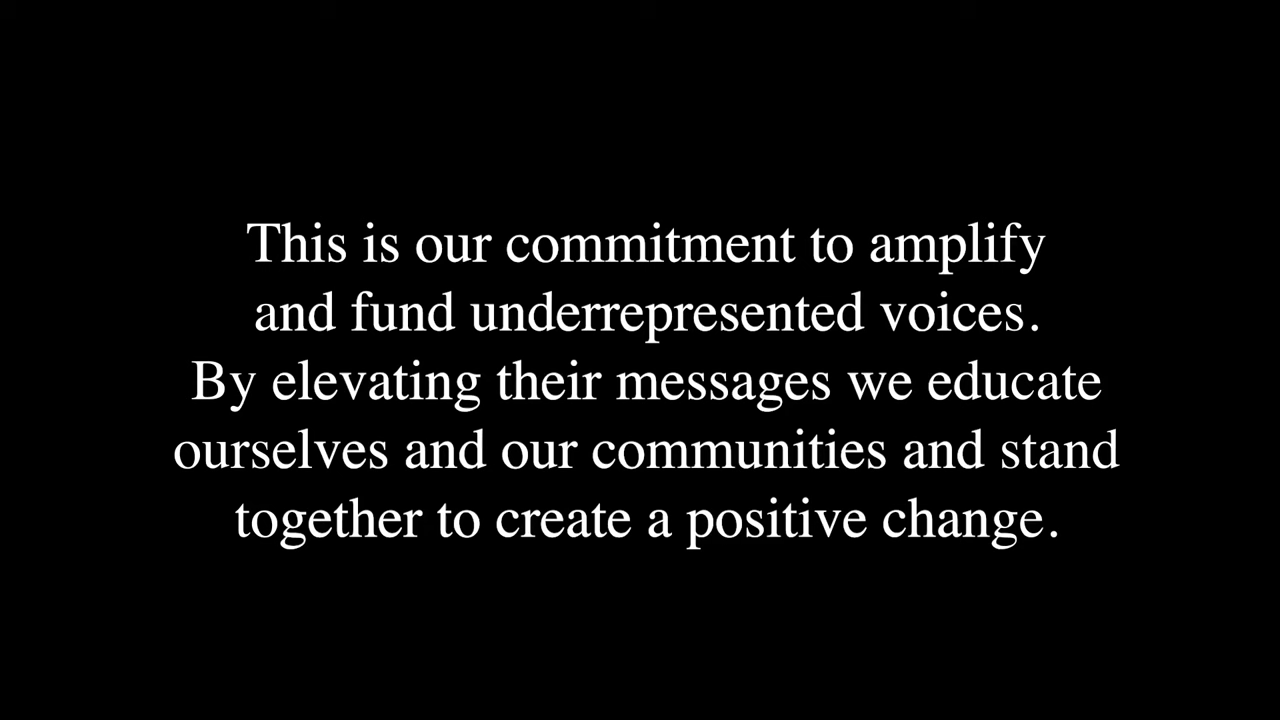 This is our commitment to amplify
and fund underrepresented voices.
By elevating their messages we educate
ourselves and our communities and stand
together to create a positive change.